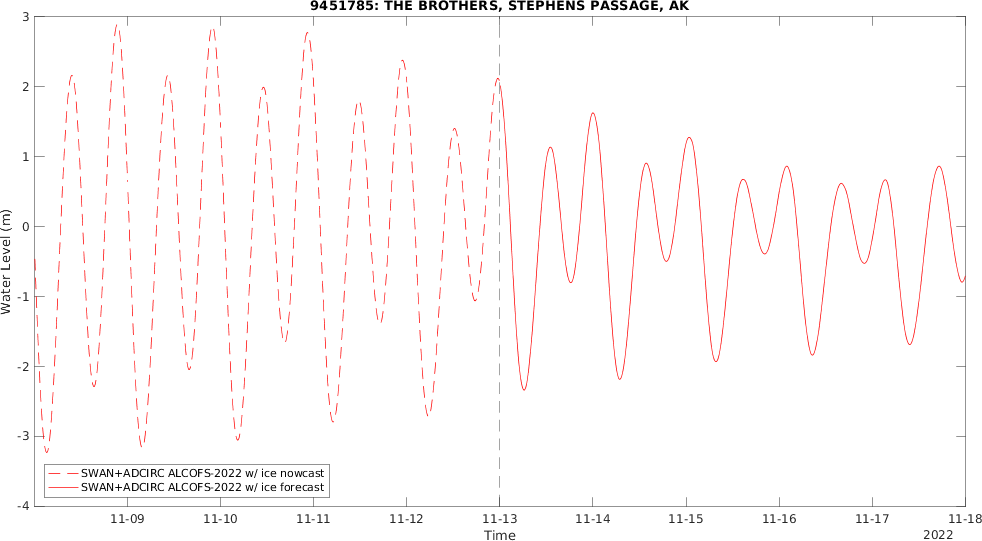 9451785: THE BROTHERS, STEPHENS PASSAGE, AK
3
2
1
0
-1
-2
-3
-4
Water Level (m)
SWAN+ADCIRC ALCOFS-2022 w/ ice nowcast
SWAN+ADCIRC ALCOFS-2022 w/ ice forecast
11-09 11-10 11-11 11-12 11-13 11-14 11-15 11-16 11-17 11-18
Time
2022